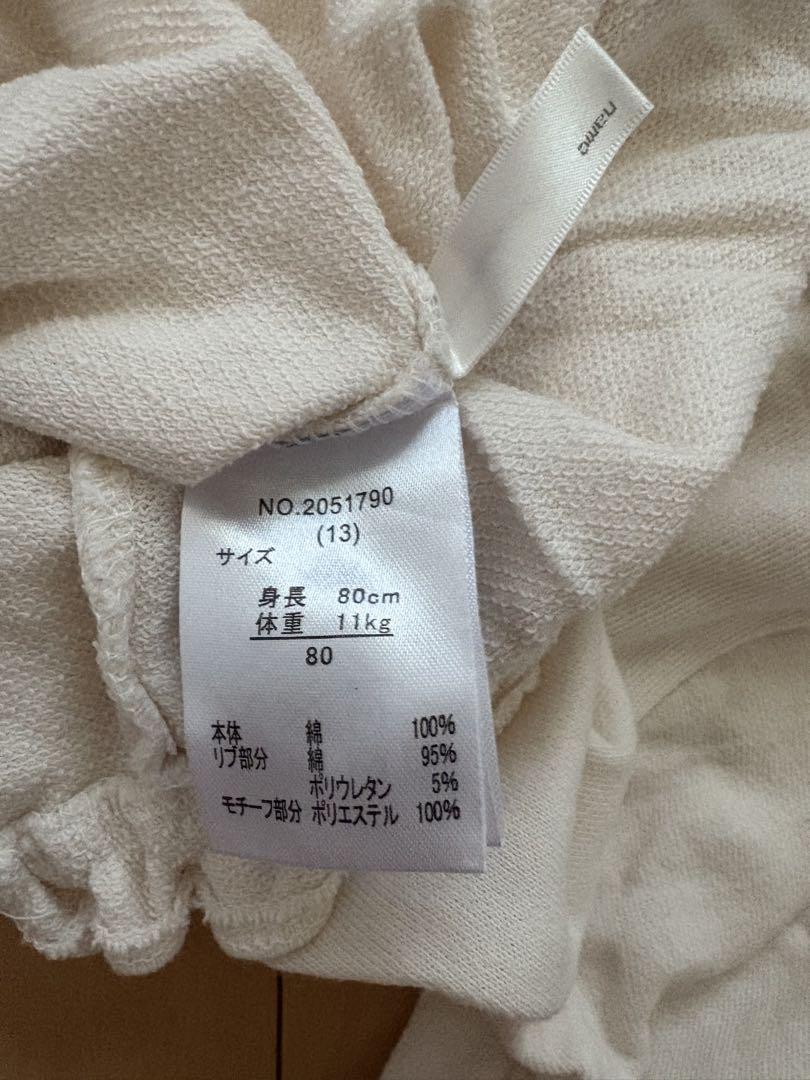 NO.2051790
(13)
サイズ
身長 80cm
体重 11kg
80
本体 綿 100%
リブ部分 綿 95%
ポリウレタン 5%
モチーフ部分 ポリエステル 100%